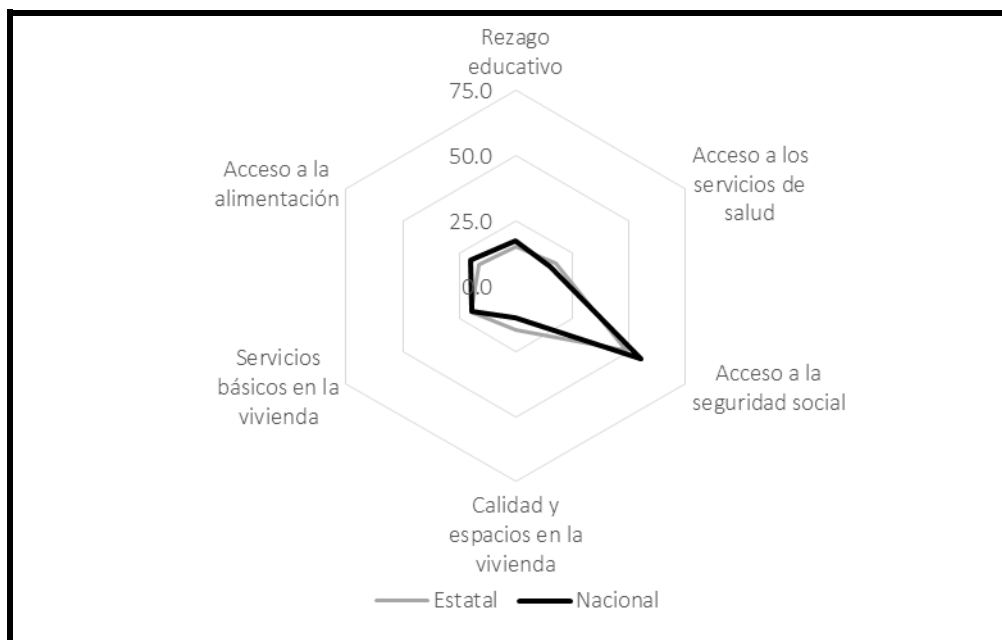 Rezago
educativo
75.0
Acceso a los
servicios de
salud
50.0
Acceso a la
alimentación
25.0
0.0
Servicios
básicos en la
vivienda
Acceso a la
seguridad social
Calidad y
espacios en la
vivienda
Estatal
Nacional